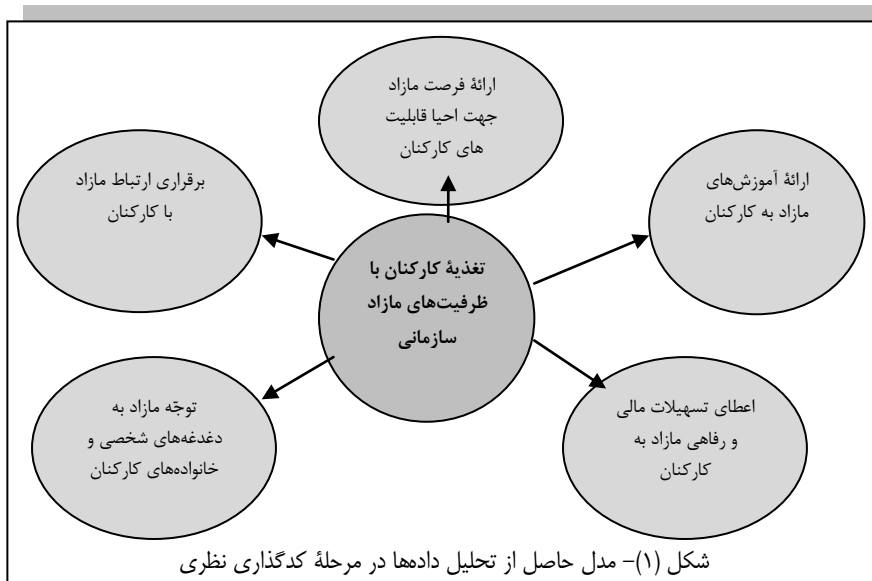 ارائهٔ فرصت مازاد
جهت احیا قابلیت
های کارکنان
ارائهٔ آموزش‌های
مازاد به کارکنان
برقراری ارتباط مازاد
با کارکنان
تغذیهٔ کارکنان با
ظرفیت‌های مازاد
سازمانی
اعطای تسهیلات مالی
و رفاهی مازاد به
کارکنان
توجّه مازاد به
دغدغه‌های شخصی و
خانواده‌های کارکنان
شکل (۱)- مدل حاصل از تحلیل داده‌ها در مرحلهٔ کدگذاری نظری